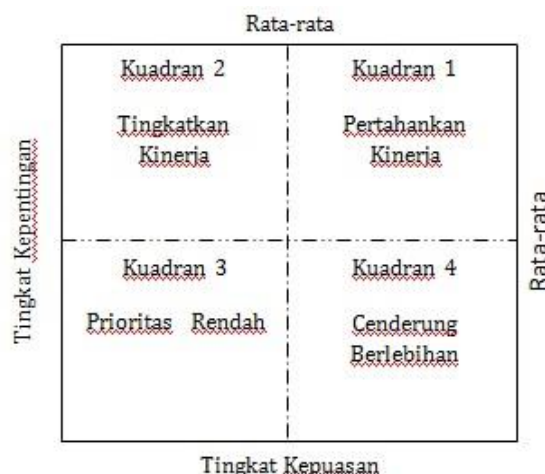 Rata-rata
Kuadran 2
Tingkatkan
Kinerja
Kuadran 1
Pertahankan
Kinerja
Tingkat Kepentingan
Rata-rata
Kuadran 3
Prioritas Rendah
Kuadran 4
Cenderung
Berlebihan
Tingkat Kepuasan